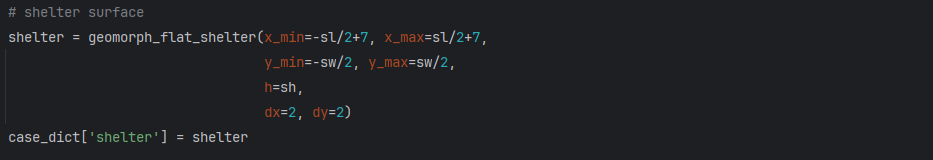 # shelter surface
shelter = geomorph_flat_shelter(x_min=-sl/2+7, x_max=sl/2+7,
y_min=-sw/2, y_max=sw/2,
h=sh,
dx=2, dy=2)
case_dict['shelter'] = shelter